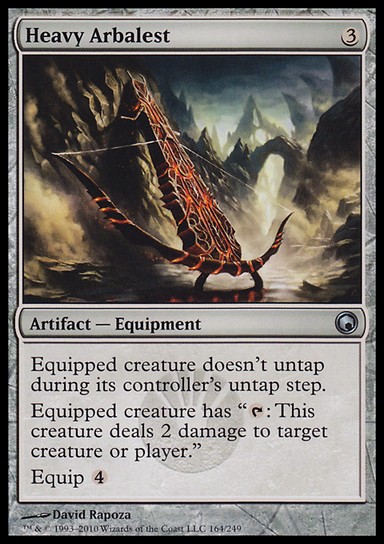 Heavy Arbalest 3
Artifact — Equipment
Equipped creature doesn't untap
during its controller's untap step.
Equipped creature has “: This
creature deals 2 damage to target
creature or player.”
Equip 4
David Rapoza
™ & © 1993–2010 Wizards of the Coast LLC 164/249